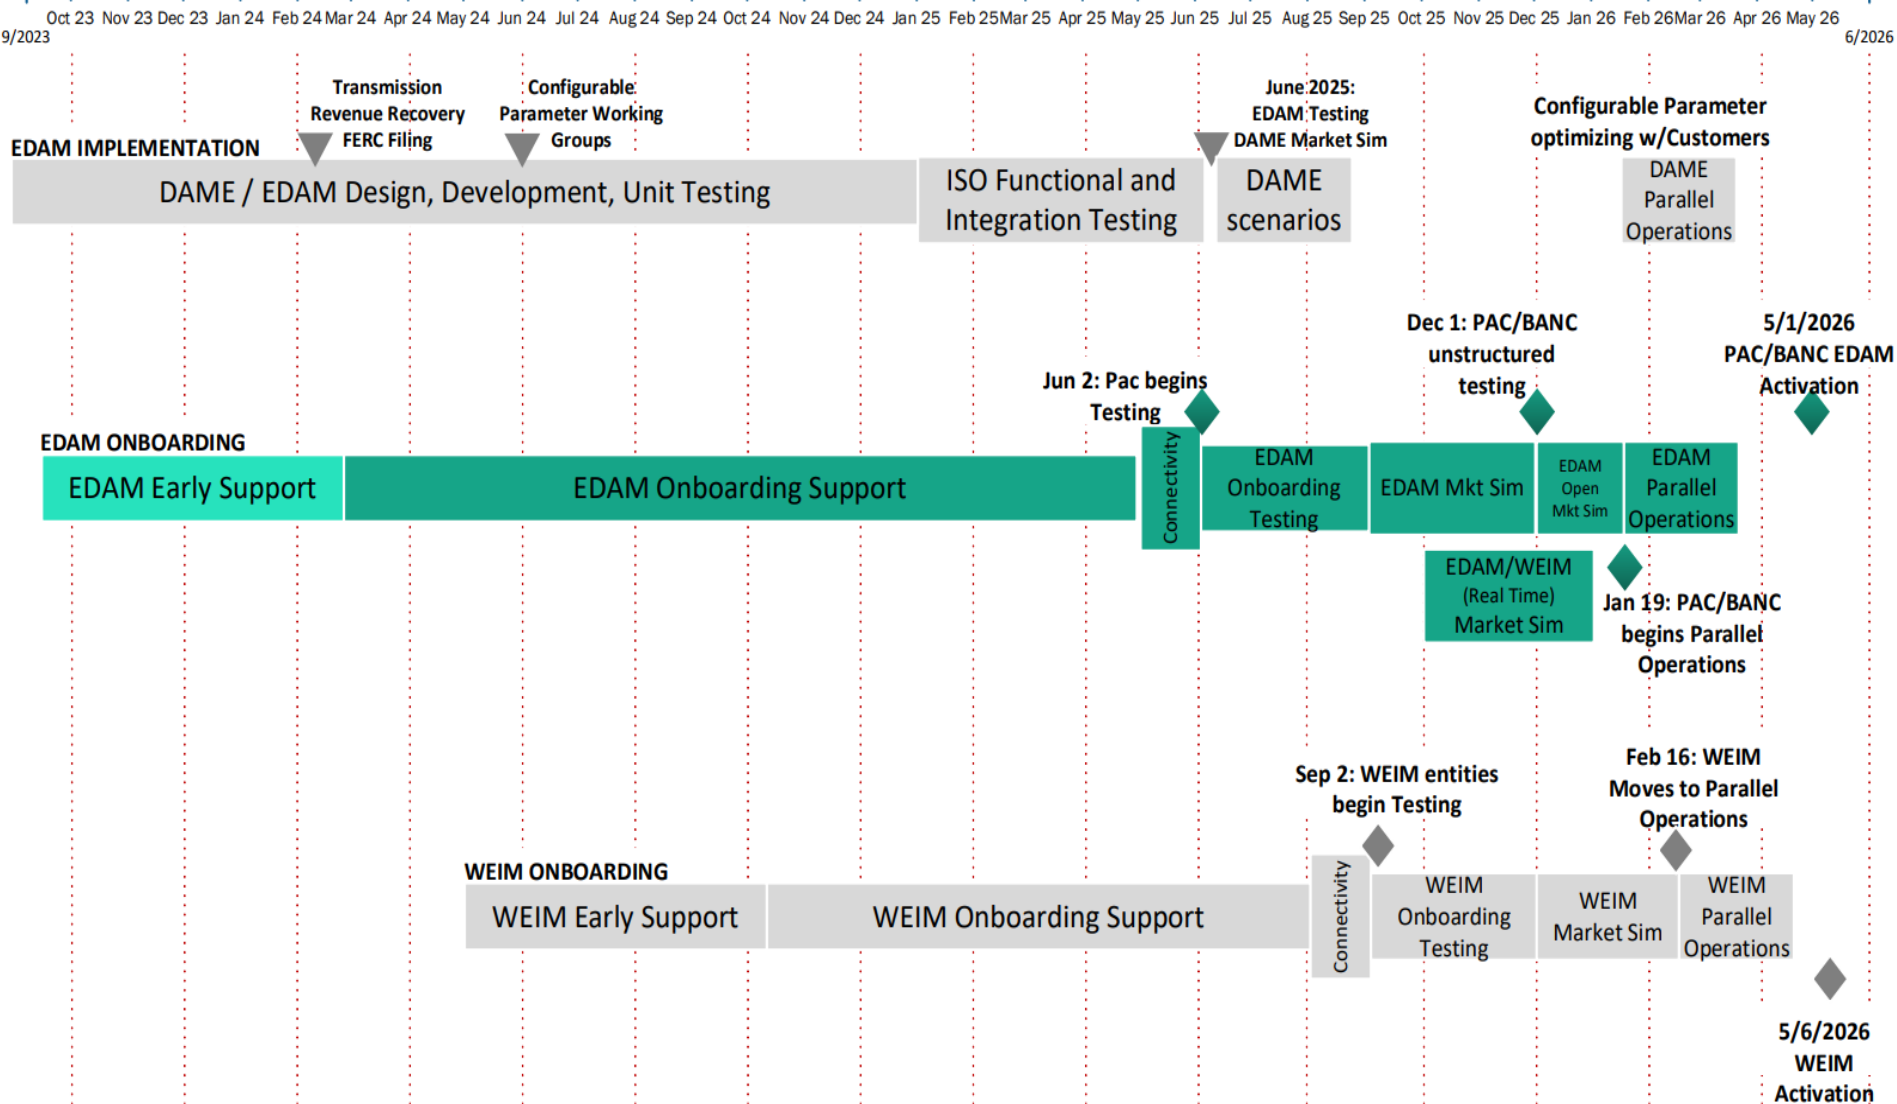 Oct 23 Nov 23 Dec 23 Jan 24 Feb 24 Mar 24 Apr 24 May 24 Jun 24 Jul 24 Aug 24 Sep 24 Oct 24 Nov 24 Dec 24 Jan 25 Feb 25 Mar 25 Apr 25 May 25 Jun 25 Jul 25 Aug 25 Sep 25 Oct 25 Nov 25 Dec 25 Jan 26 Feb 26 Mar 26 Apr 26 May 26
9/2023
6/2026
Transmission
Revenue Recovery
FERC Filing
Configurable
Parameter Working
Groups
June 2025:
EDAM Testing
DAME Market Sim
Configurable Parameter
optimizing w/Customers
EDAM IMPLEMENTATION
DAME / EDAM Design, Development, Unit Testing
ISO Functional and
Integration Testing
DAME
scenarios
DAME
Parallel
Operations
Jun 2: Pac begins
Testing
Dec 1: PAC/BANC
unstructured
testing
5/1/2026
PAC/BANC EDAM
Activation
EDAM ONBOARDING
EDAM Early Support
EDAM Onboarding Support
Connectivity
EDAM
Onboarding
Testing
EDAM Mkt Sim
EDAM
Open
Mkt Sim
EDAM
Parallel
Operations
EDAM/WEIM
(Real Time)
Market Sim
Jan 19: PAC/BANC
begins Parallel
Operations
Sep 2: WEIM entities
begin Testing
Feb 16: WEIM
Moves to Parallel
Operations
WEIM ONBOARDING
WEIM Early Support
WEIM Onboarding Support
Connectivity
WEIM
Onboarding
Testing
WEIM
Market Sim
WEIM
Parallel
Operations
5/6/2026
WEIM
Activation